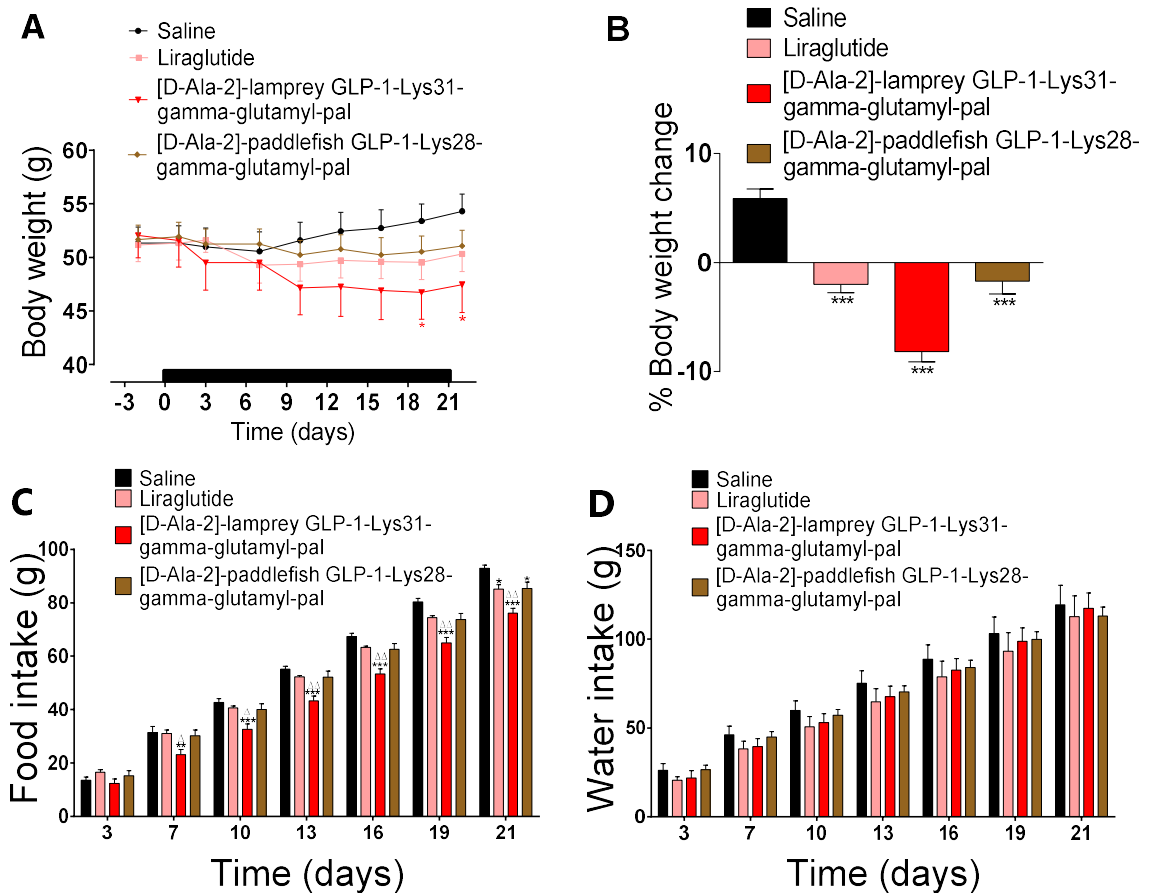 A
Saline
Liraglutide
[D-Ala-2]-lamprey GLP-1-Lys31-
gamma-glutamyl-pal
[D-Ala-2]-paddlefish GLP-1-Lys28-
gamma-glutamyl-pal
Body weight (g)
60
55
50
45
40
* *
-3 0 3 6 9 12 15 18 21
Time (days)
B
Saline
Liraglutide
[D-Ala-2]-lamprey GLP-1-Lys31-
gamma-glutamyl-pal
[D-Ala-2]-paddlefish GLP-1-Lys28-
gamma-glutamyl-pal
% Body weight change
10
0
-10
*** *** ***
C
Saline
Liraglutide
[D-Ala-2]-lamprey GLP-1-Lys31-
gamma-glutamyl-pal
[D-Ala-2]-paddlefish GLP-1-Lys28-
gamma-glutamyl-pal
Food intake (g)
100
80
60
40
20
0
Δ
**
Δ
***
ΔΔ
***
ΔΔ
***
ΔΔ
***
*
ΔΔ
***
*
3 7 10 13 16 19 21
Time (days)
D
Saline
Liraglutide
[D-Ala-2]-lamprey GLP-1-Lys31-
gamma-glutamyl-pal
[D-Ala-2]-paddlefish GLP-1-Lys28-
gamma-glutamyl-pal
Water intake (g)
150
100
50
0
3 7 10 13 16 19 21
Time (days)